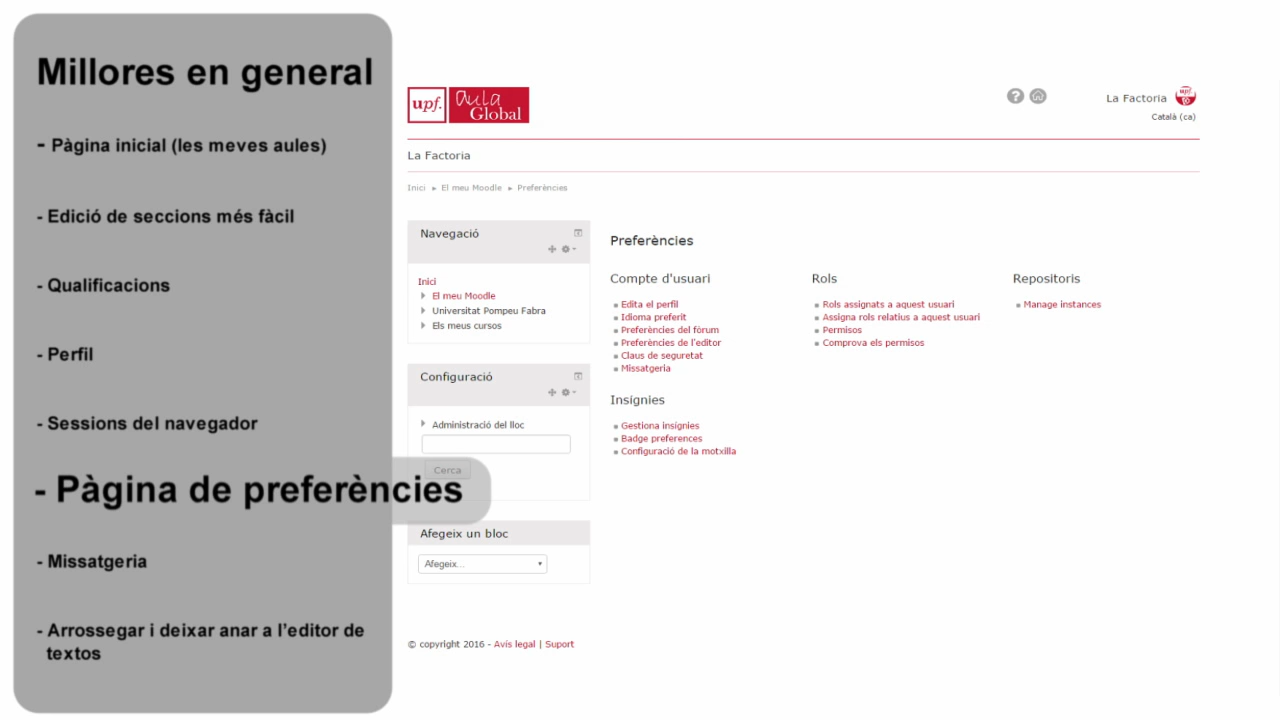 Millores en general
- Pàgina inicial (les meves aules)
- Edició de seccions més fàcil
- Qualificacions
- Perfil
- Sessions del navegador
- Pàgina de preferències
- Missatgeria
- Arrossegar i deixar anar a l'editor de
textos
upf. aula Global
? La Factoria upf.
Català (ca)
La Factoria
Inici ► El meu Moodle ► Preferències
Navegació
Inici
El meu Moodle
Universitat Pompeu Fabra
Els meus cursos
Configuració
Administració del lloc
Cerca
Afegeix un bloc
Afegeix...
Preferències
Compte d'usuari
Edita el perfil
Idioma preferit
Preferències del fòrum
Preferències de l'editor
Claus de seguretat
Missatgeria
Insígnies
Gestiona insígnies
Badge preferences
Configuració de la motxilla
Rols
Rols assignats a aquest usuari
Assigna rols relatius a aquest usuari
Permisos
Comprova els permisos
Repositoris
Manage instances
© copyright 2016 - Avís legal | Suport